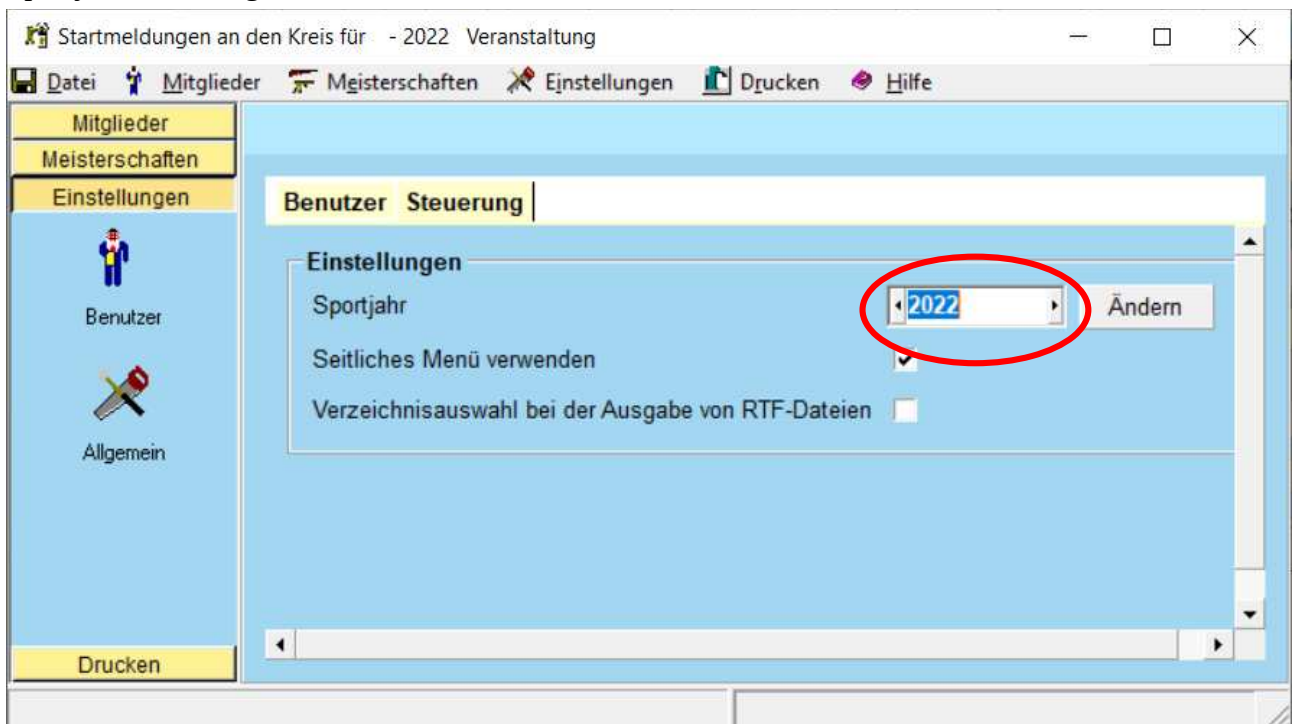 Startmeldungen an den Kreis für - 2022 Veranstaltung
Datei Mitglieder Meisterschaften Einstellungen Drucken Hilfe
Mitglieder
Meisterschaften
Einstellungen
Benutzer
Allgemein
Drucken
Benutzer Steuerung
Einstellungen
Sportjahr 2022 Ändern
Seitliches Menü verwenden
Verzeichnisauswahl bei der Ausgabe von RTF-Dateien